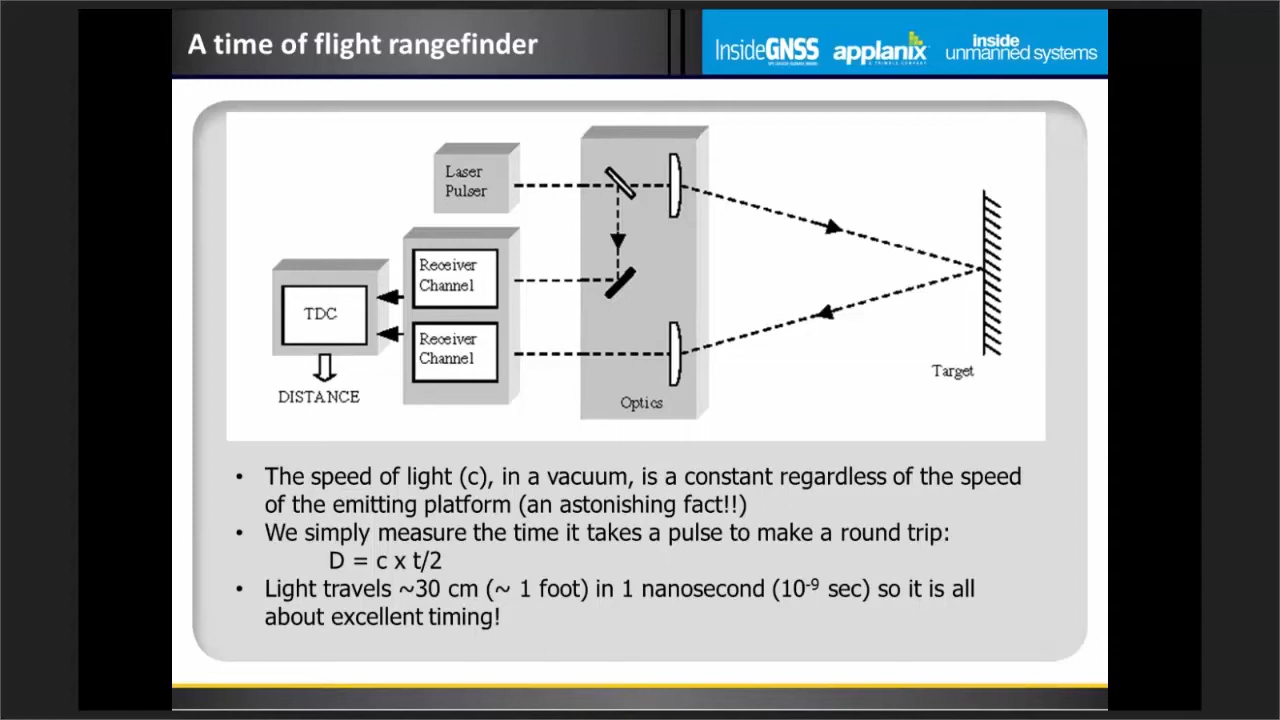 A time of flight rangefinder
InsideGNSS
applanix
inside
unmanned systems
Laser
Pulser
Receiver
Channel
TDC
Receiver
Channel
DISTANCE
Optics
Target
• The speed of light (c), in a vacuum, is a constant regardless of the speed
of the emitting platform (an astonishing fact!!)
• We simply measure the time it takes a pulse to make a round trip:
D = c x t/2
• Light travels ~30 cm (~ 1 foot) in 1 nanosecond (10⁻⁹ sec) so it is all
about excellent timing!